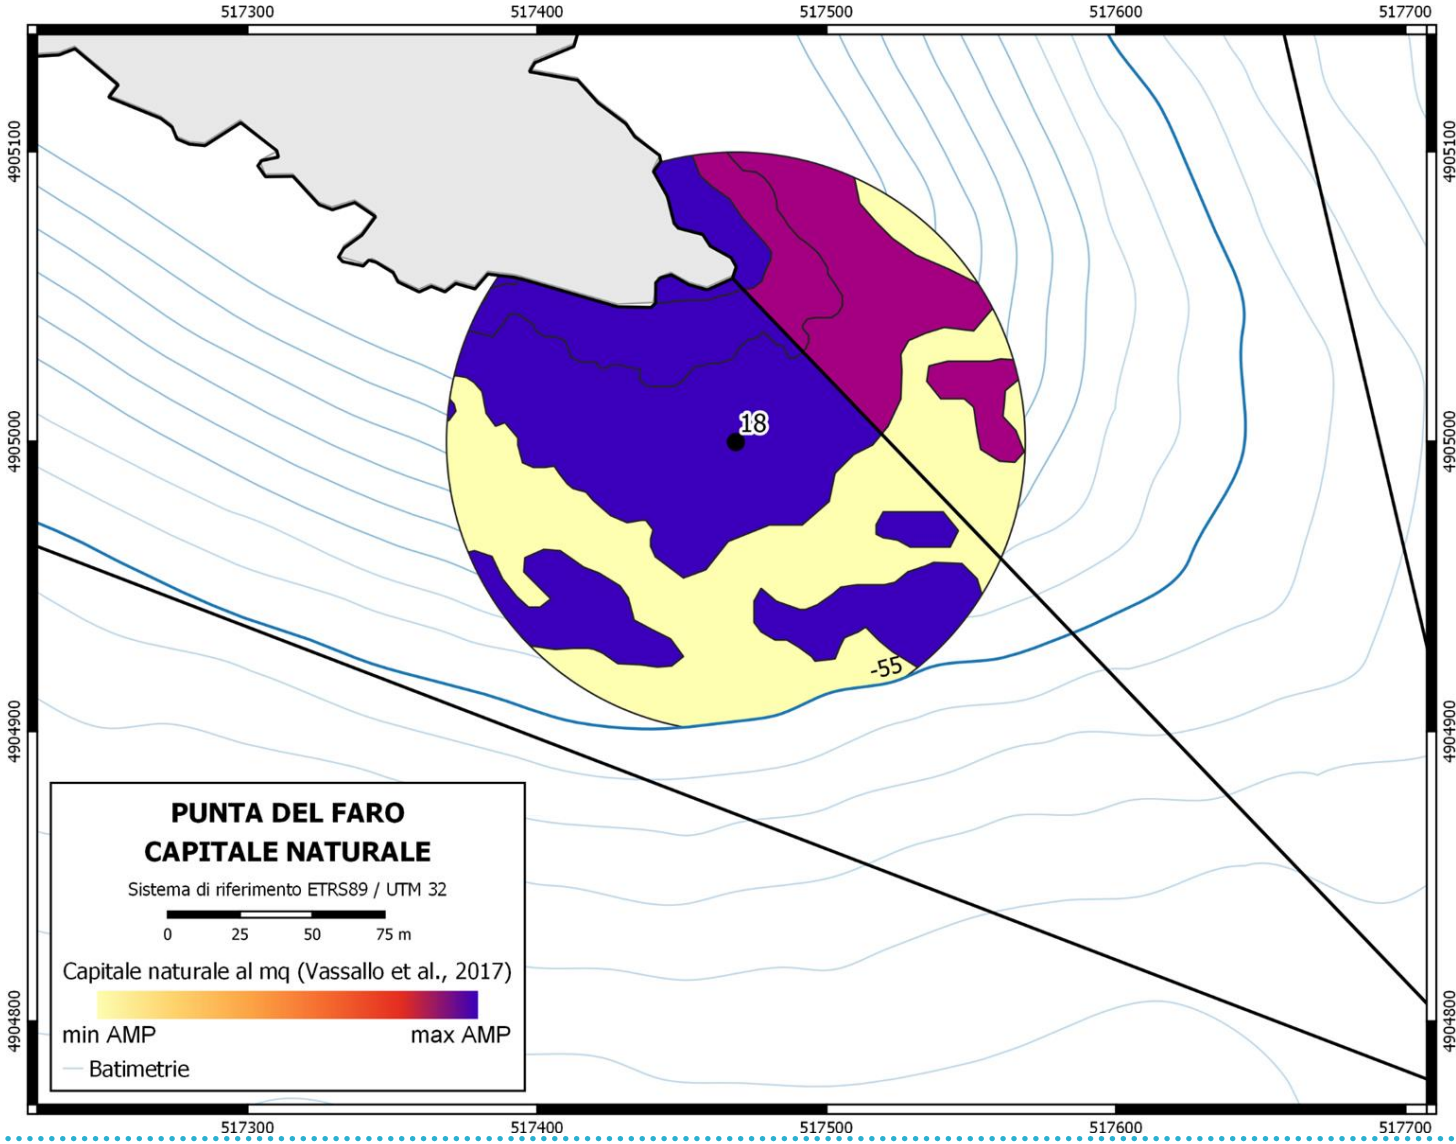 517300 517400 517500 517600 517700
4905100 4905100
18
4905000 4905000
-55
4904900 4904900
PUNTA DEL FARO
CAPITALE NATURALE
Sistema di riferimento ETRS89 / UTM 32
0 25 50 75 m
Capitale naturale al mq (Vassallo et al., 2017)
min AMP max AMP
Batimetrie
4904800 4904800
517300 517400 517500 517600 517700